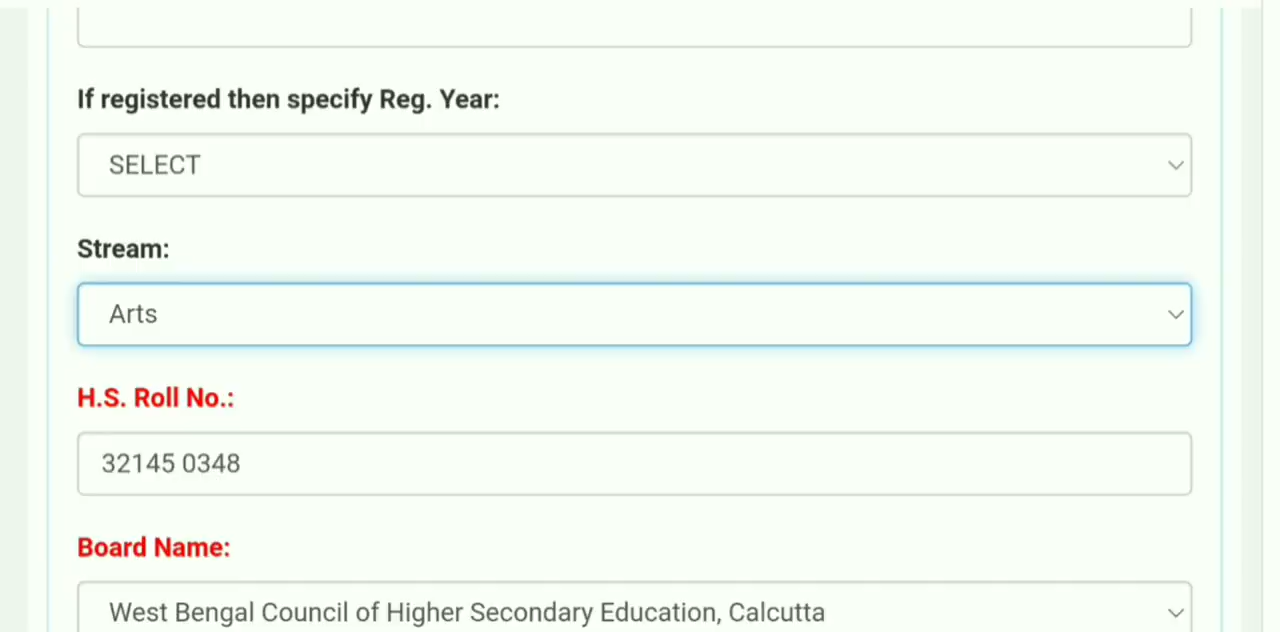 If registered then specify Reg. Year:
SELECT
Stream:
Arts
H.S. Roll No.:
32145 0348
Board Name:
West Bengal Council of Higher Secondary Education, Calcutta